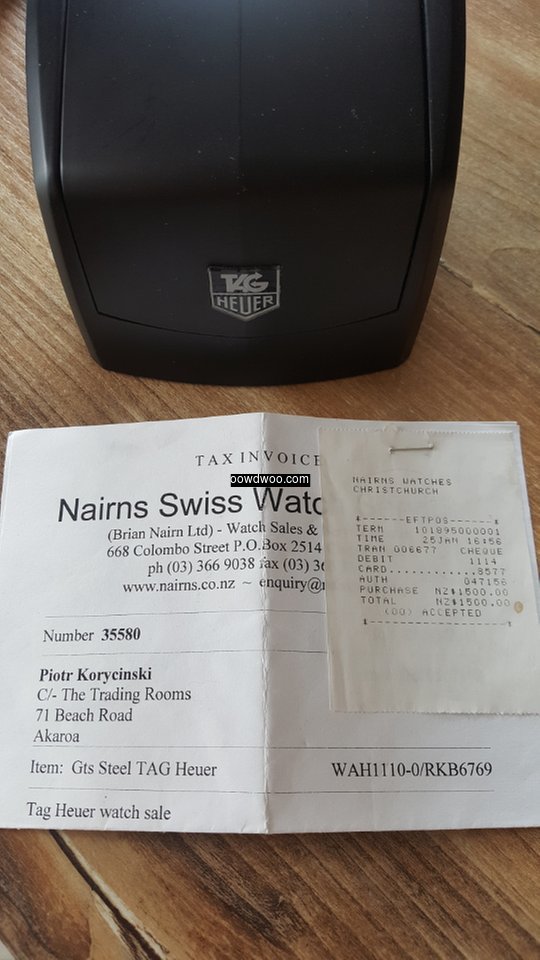 TAG
HEUER
TAX INVOICE
oowdwoo.com
Nairns Swiss Watc
(Brian Nairn Ltd) - Watch Sales &
668 Colombo Street P.O.Box 2514
ph (03) 366 9038 fax (03) 36
www.nairns.co.nz ~ enquiry@
Number 35580
Piotr Korycinski
C/- The Trading Rooms
71 Beach Road
Akaroa
Item: Gts Steel TAG Heuer WAH1110-0/RKB6769
Tag Heuer watch sale
NAIRNS WATCHES
CHRISTCHURCH
*------EFTPOS------*
TERM 101895000001
TIME 25JAN 16:56
TRAN 006677 CHEQUE
DEBIT 1114
CARD............8577
AUTH 047156
PURCHASE NZ$1500.00
TOTAL NZ$1500.00
(00) ACCEPTED
*------------------*